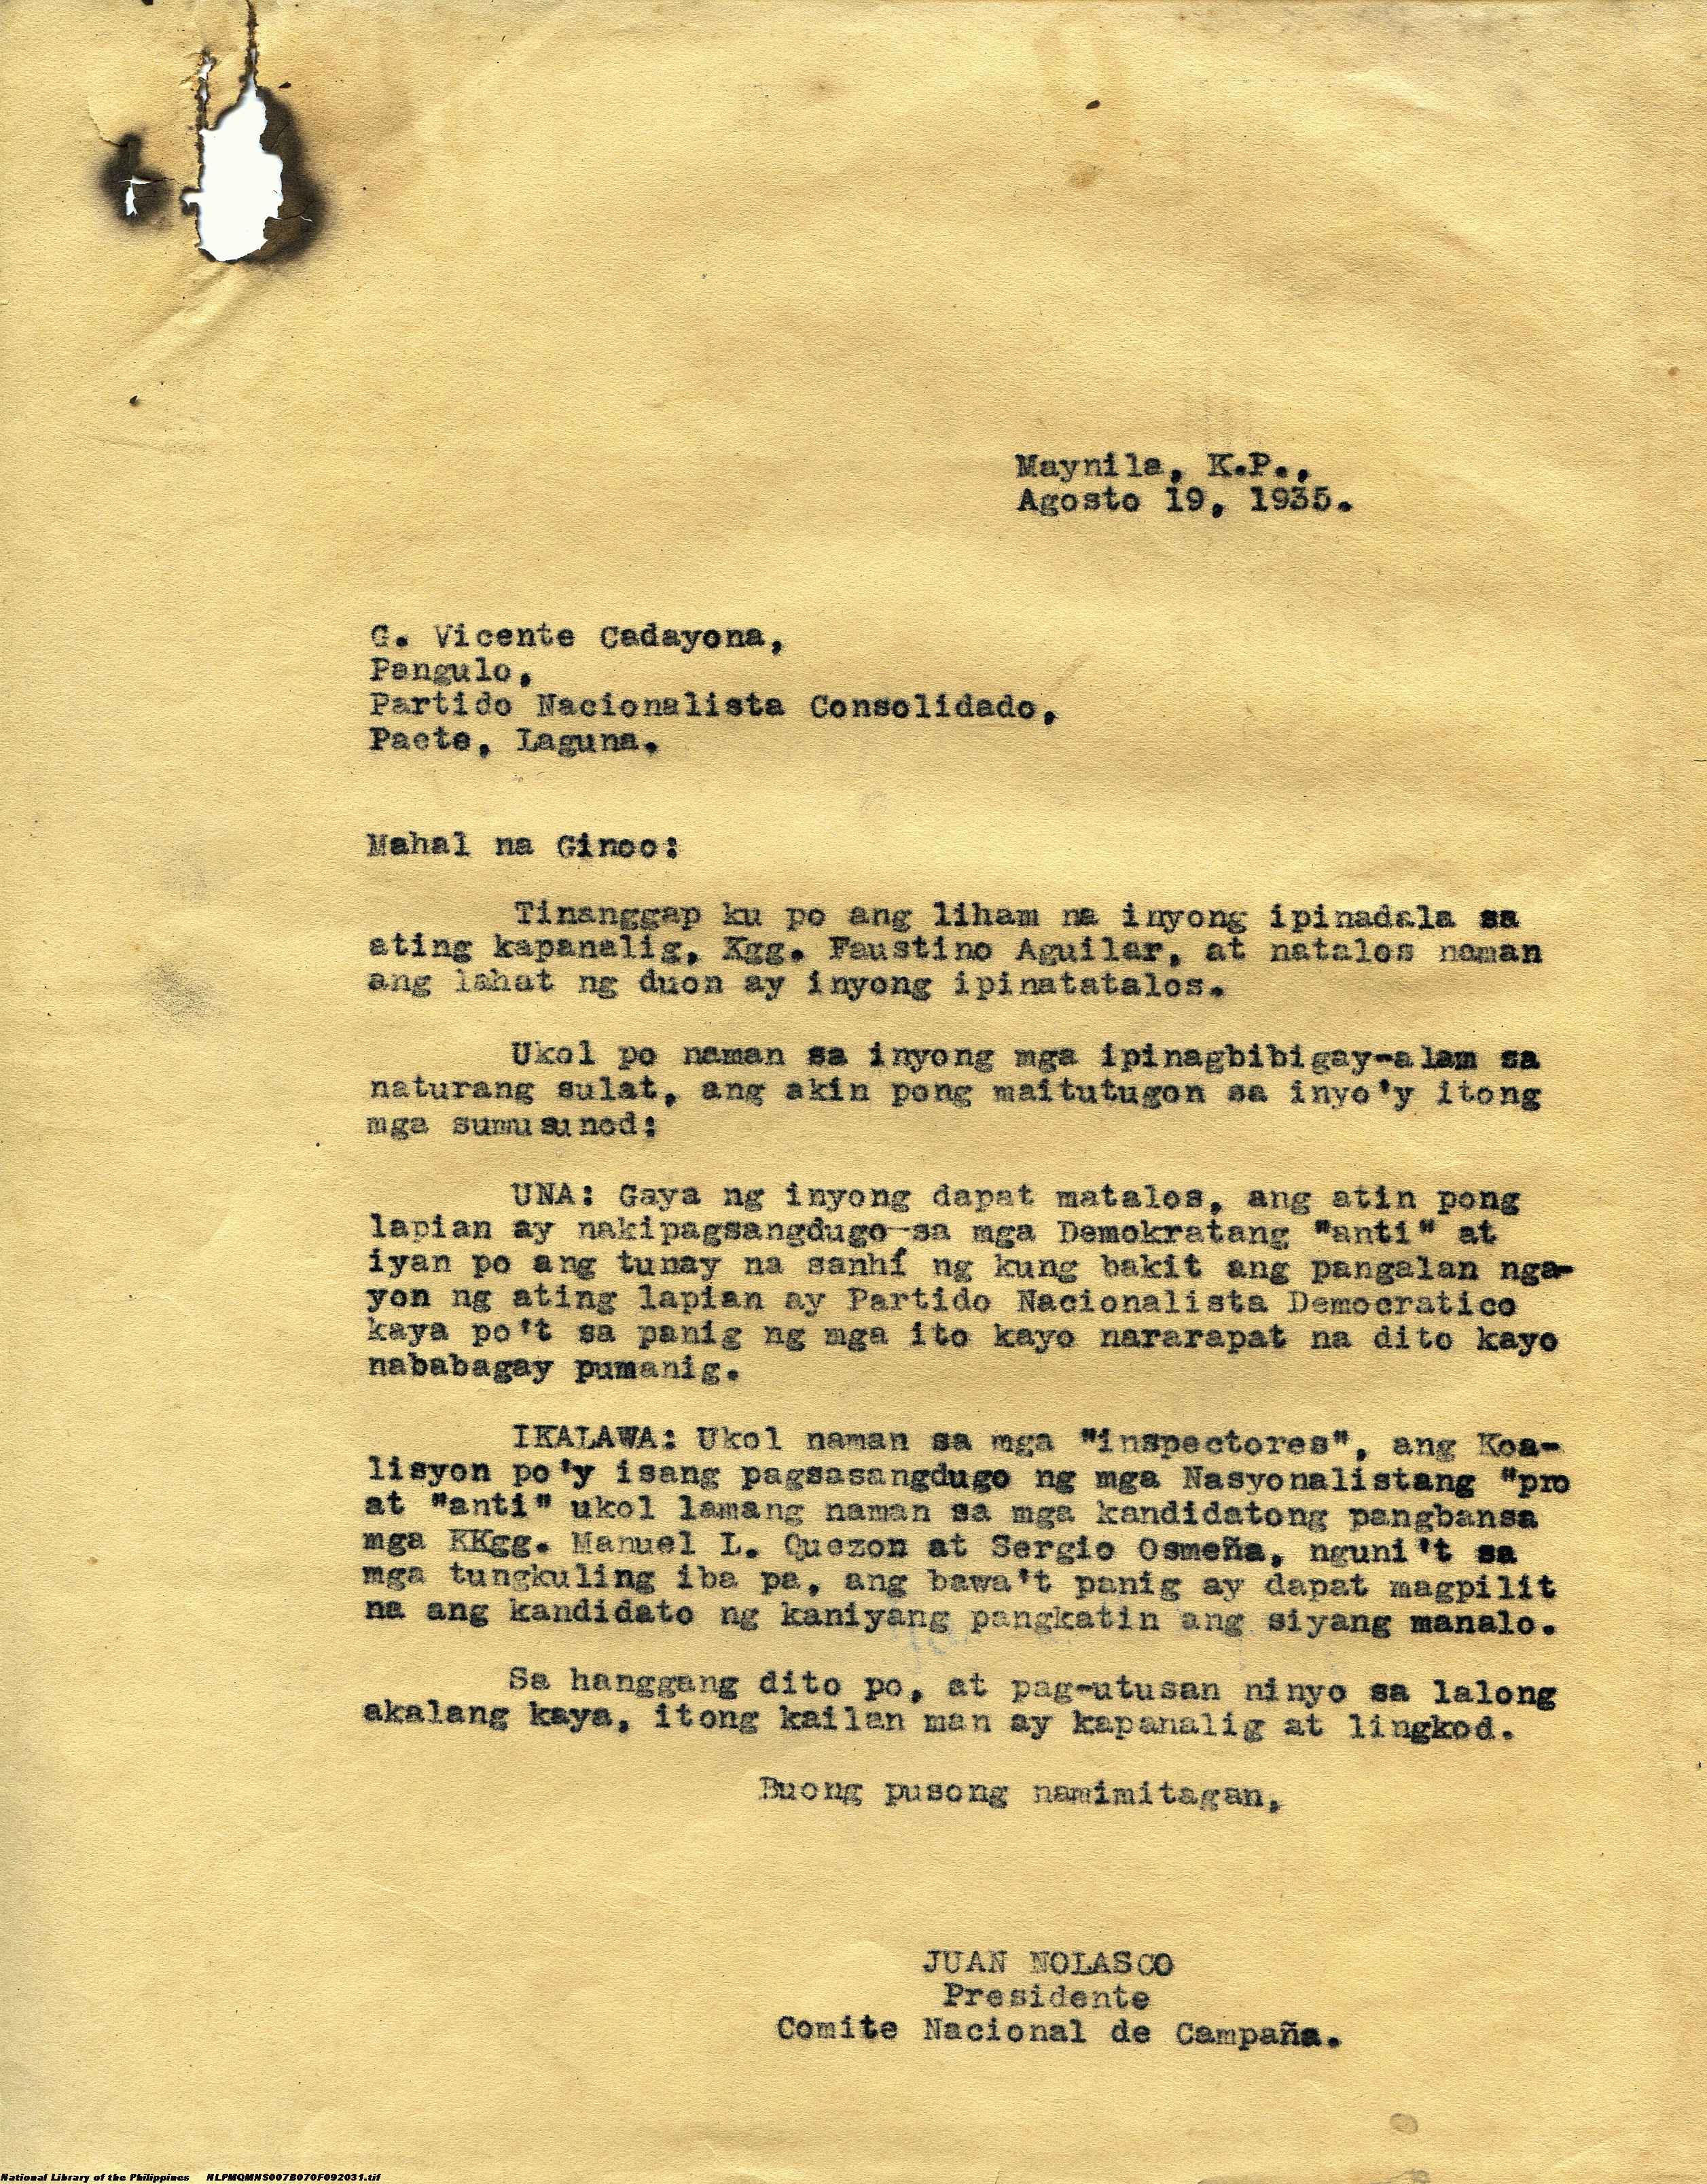 Maynila, K.P.,
Agosto 19, 1935.
G. Vicente Cadayona,
Pangulo,
Partido Nacionalista Consolidado,
Paete, Laguna.
Mahal na Ginoo:
Tinanggap ku po ang liham na inyong ipinadala sa
ating kapanalig, Kgg. Faustino Aguilar, at natalos naman
ang lahat ng duon ay inyong ipinatatalos.
Ukol po naman sa inyong mga ipinagbibigay-alam sa
naturang sulat, ang akin pong maitutugon sa inyo'y itong
mga sumusunod:
UNA: Gaya ng inyong dapat matalos, ang atin pong
lapian ay nakipagsangdugo sa mga Demokratang "anti" at
iyan po ang tunay na sanhí ng kung bakit ang pangalan nga-
yon ng ating lapian ay Partido Nacionalista Democratico
kaya po't sa panig ng mga ito kayo nararapat na dito kayo
nababagay pumanig.
IKALAWA: Ukol naman sa mga "inspectores", ang Koa-
lisyon po'y isang pagsasangdugo ng mga Nasyonalistang "pro
at "anti" ukol lamang naman sa mga kandidatong pangbansa
mga KKgg. Manuel L. Quezon at Sergio Osmeña, nguni't sa
mga tungkuling iba pa, ang bawa't panig ay dapat magpilit
na ang kandidato ng kaniyang pangkatin ang siyang manalo.
Sa hanggang dito po, at pag-utusan ninyo sa lalong
akalang kaya, itong kailan man ay kapanalig at lingkod.
Buong pusong namimitagan,
JUAN NOLASCO
Presidente
Comite Nacional de Campaña.
National Library of the Philippines NLPMQMNS007B070F092031.tif